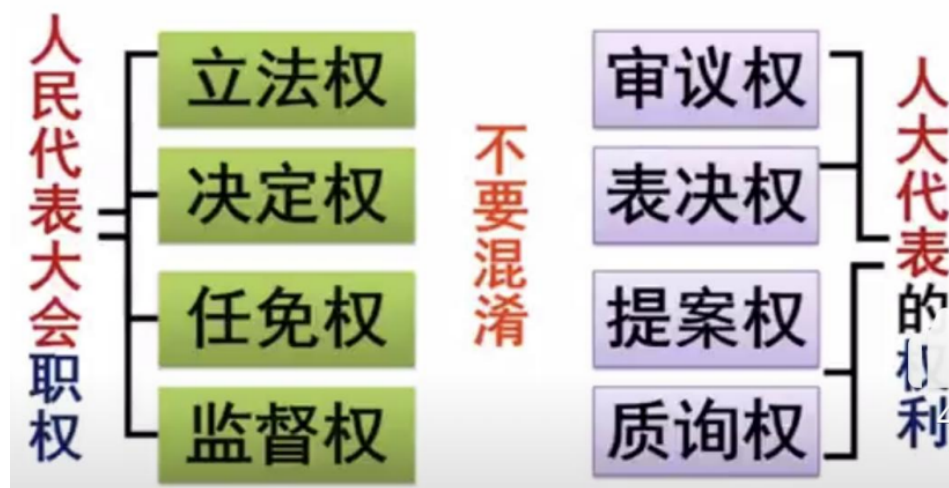 人民代表大会职权
立法权
决定权
任免权
监督权
不要混淆
审议权
表决权
提案权
质询权
人大代表的权利